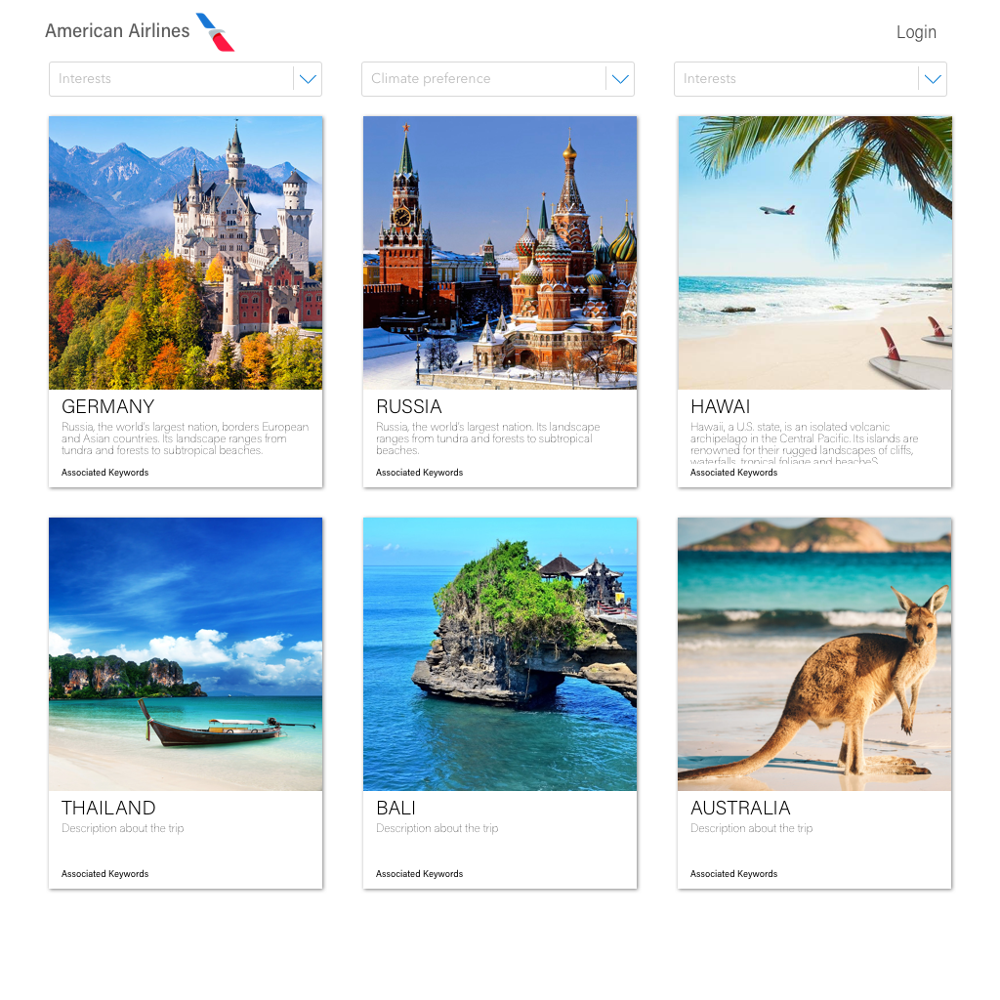 American Airlines
Login
Interests
Climate preference
Interests
GERMANY
Russia, the world's largest nation, borders European
and Asian countries. Its landscape ranges from
tundra and forests to subtropical beaches.
Associated Keywords
RUSSIA
Russia, the world's largest nation. Its landscape
ranges from tundra and forests to subtropical
beaches.
Associated Keywords
HAWAI
Hawaii, a U.S. state, is an isolated volcanic
archipelago in the Central Pacific. Its islands are
renowned for their rugged landscapes of cliffs,
waterfalls, tropical foliage and beacheS
Associated Keywords
THAILAND
Description about the trip
Associated Keywords
BALI
Description about the trip
Associated Keywords
AUSTRALIA
Description about the trip
Associated Keywords